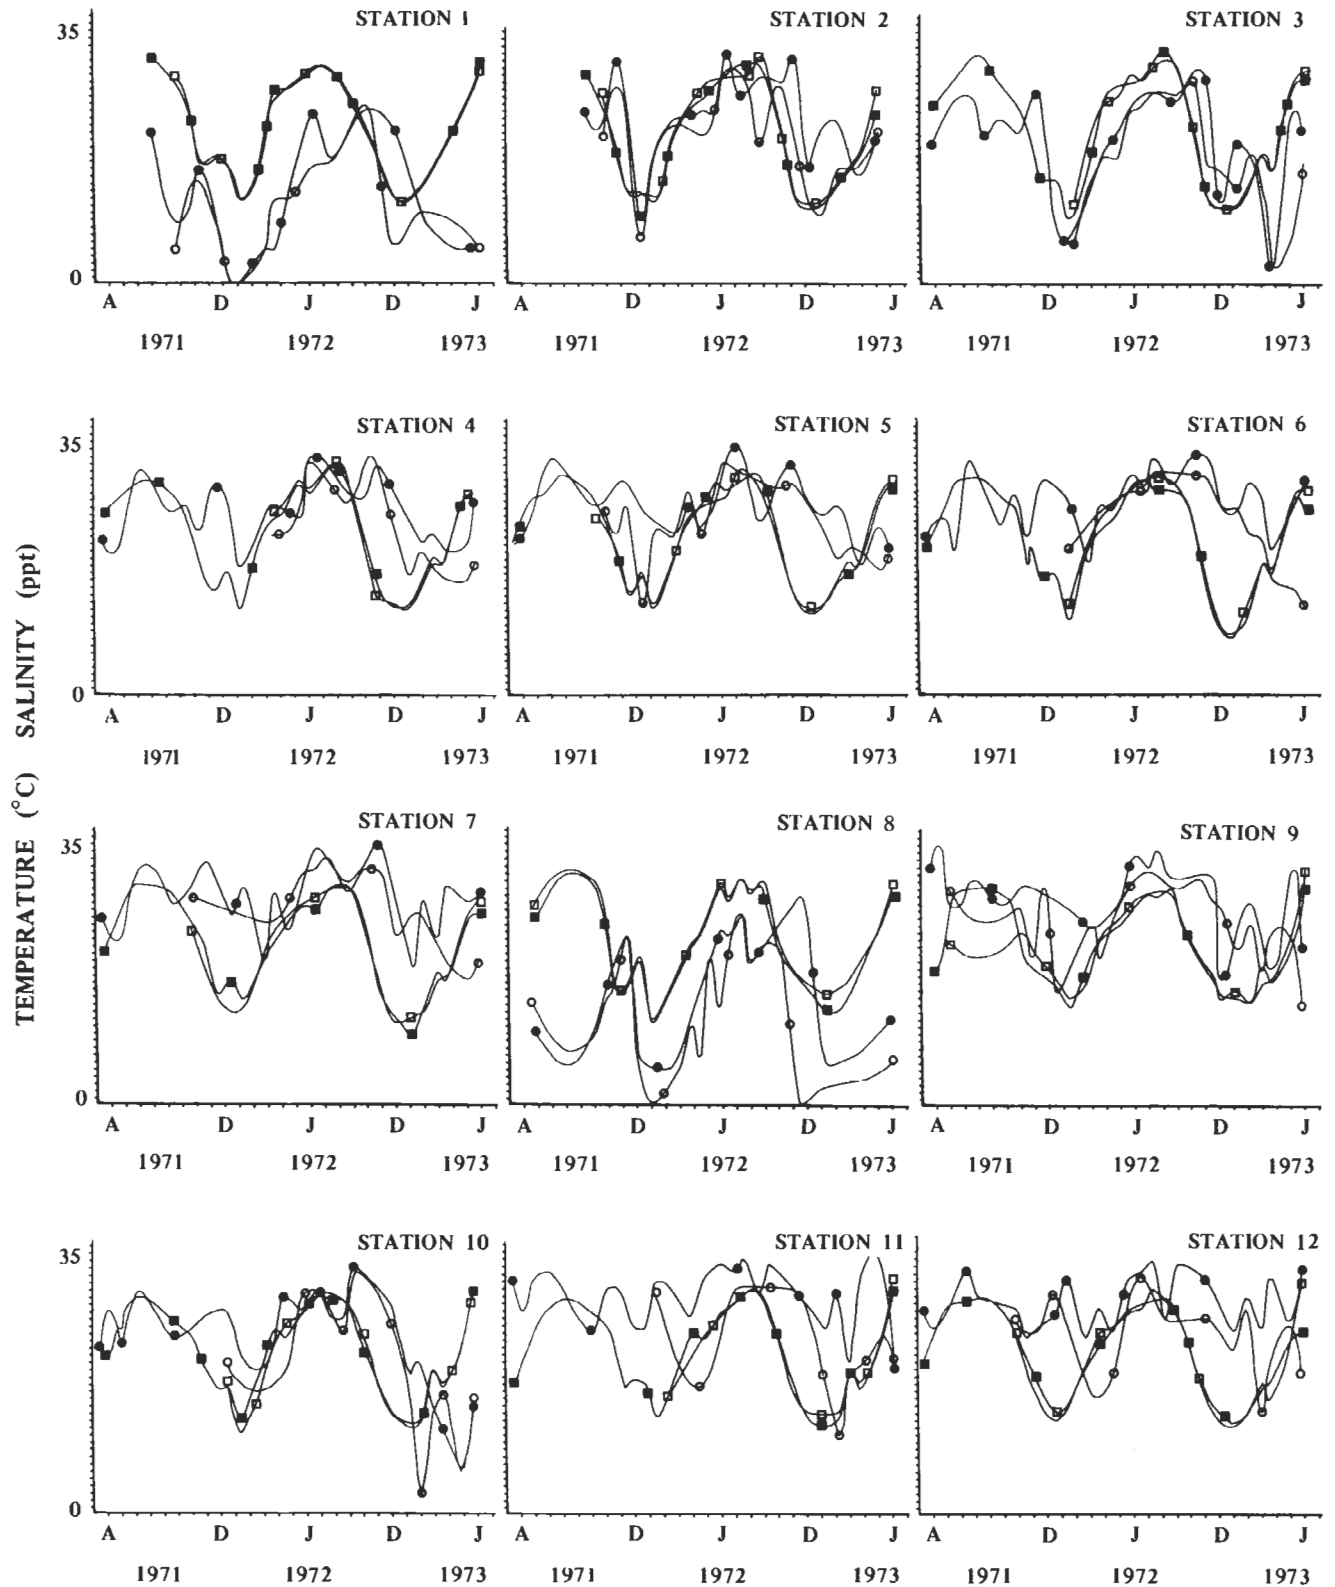 STATION 1 STATION 2 STATION 3
35
0
A D J D J D J D J D J D J
1971 1972 1973 1971 1972 1973 1971 1972 1973
STATION 4 STATION 5 STATION 6
35
0
A D J D J A D J D J A D J D J
1971 1972 1973 1971 1972 1973 1971 1972 1973
TEMPERATURE (°C) SALINITY (ppt)
STATION 7 STATION 8 STATION 9
35
0
A D J D J D J D J A D J D J
1971 1972 1973 1971 1972 1973 1971 1972 1973
STATION 10 STATION 11 STATION 12
35
0
A D J D J A D J D J A D J D J
1971 1972 1973 1971 1972 1973 1971 1972 1973